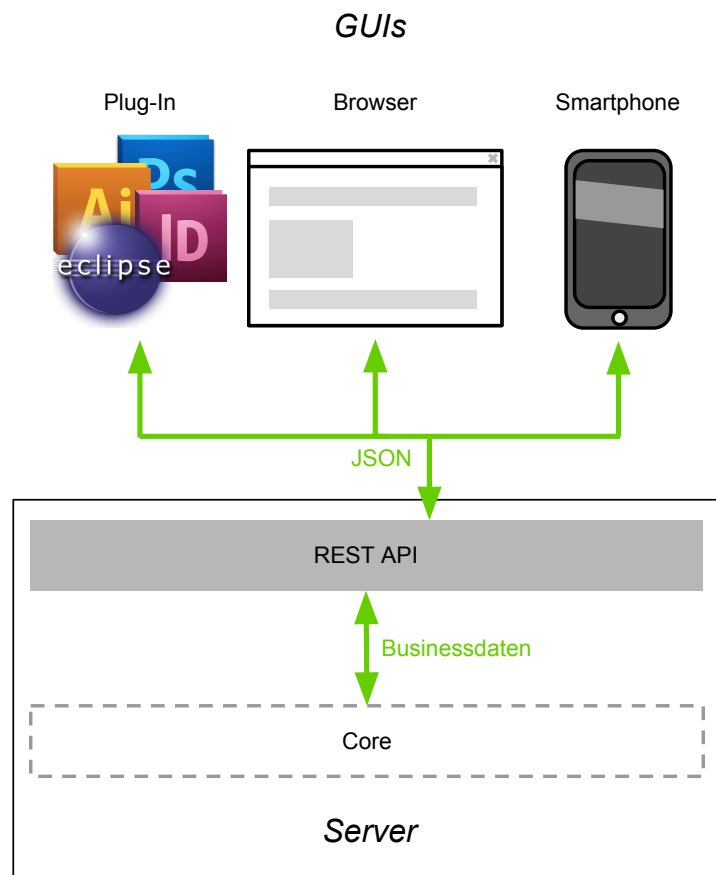 GUIs
Plug-In
Browser
Smartphone
Ps
Ai
ID
eclipse
JSON
REST API
Businessdaten
Core
Server